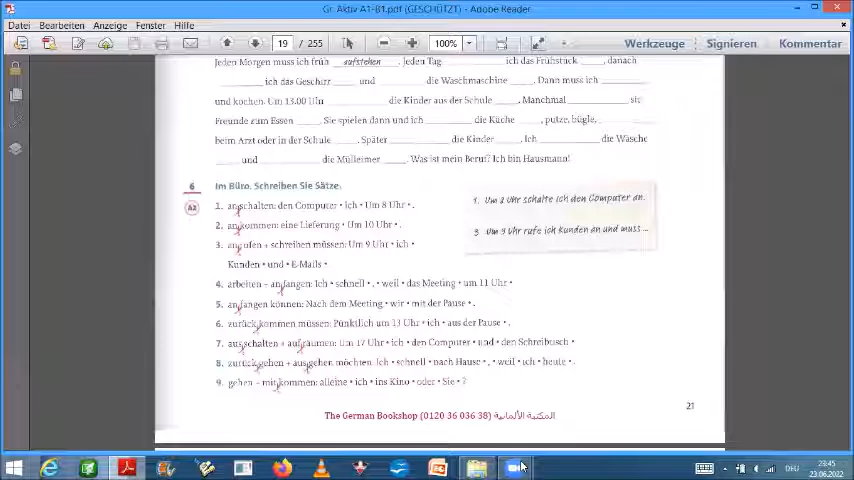 Gr. Aktiv A1-B1.pdf (GESCHÜTZT) - Adobe Reader
Datei Bearbeiten Anzeige Fenster Hilfe
19 / 255 100% Werkzeuge Signieren Kommentar
Jeden Morgen muss ich früh aufstehen. Jeden Tag ich das Frühstück , danach
ich das Geschirr und die Waschmaschine . Dann muss ich
und kochen. Um 13.00 Uhr die Kinder aus der Schule . Manchmal
Freunde zum Essen . Sie spielen dann und ich die Küche , putze, bügle,
beim Arzt oder in der Schule . Später die Kinder . Ich die Wäsche
und die Mülleimer . Was ist mein Beruf? Ich bin Hausmann!
6 Im Büro. Schreiben Sie Sätze.
A2
1. anschalten: den Computer • ich • Um 8 Uhr • .
2. ankommen: eine Lieferung • Um 10 Uhr • .
3. anrufen + schreiben müssen: Um 9 Uhr • ich •
Kunden • und • E-Mails •
4. arbeiten + anfangen: Ich • schnell • , • weil • das Meeting • um 11 Uhr •
5. anfangen können: Nach dem Meeting • wir • mit der Pause • .
6. zurückkommen müssen: Pünktlich um 13 Uhr • ich • aus der Pause • .
7. ausschalten + aufräumen: Um 17 Uhr • ich • den Computer • und • den Schreibtisch •
8. zurückgehen + ausgehen möchten: Ich • schnell • nach Hause • , • weil • ich • heute • .
9. gehen + mitkommen: alleine • ich • ins Kino • oder • Sie • ?
1. Um 8 Uhr schalte ich den Computer an.
3 Um 9 Uhr rufe ich Kunden an und muss ...
21
The German Bookshop (0120 36 036 38) المكتبة الألمانية
DEU
23:45
23.06.2022